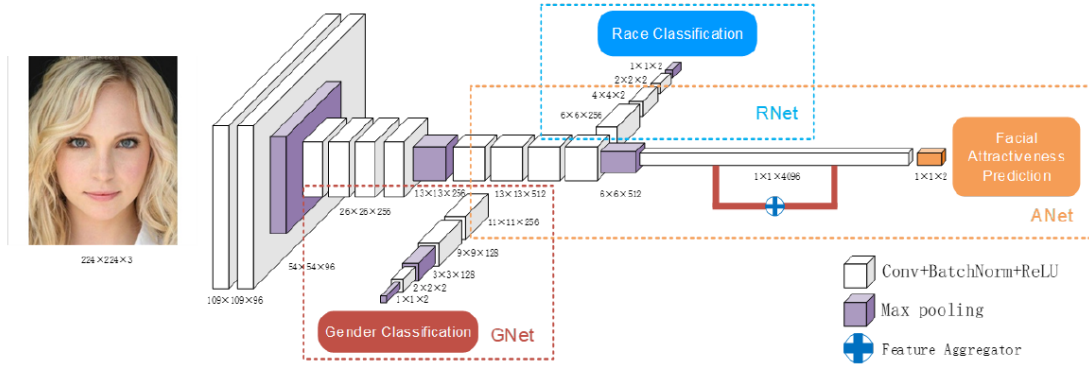 Race Classification
1×1×2
2×2×2
4×4×2
6×6×256
RNet
Facial
Attractiveness
Prediction
1×1×2
1×1×4096
ANet
6×6×512
13×13×512
13×13×256
26×26×256
11×11×256
9×9×128
3×3×128
2×2×2
1×1×2
Gender Classification
GNet
54×54×96
109×109×96
224×224×3
Conv+BatchNorm+ReLU
Max pooling
Feature Aggregator